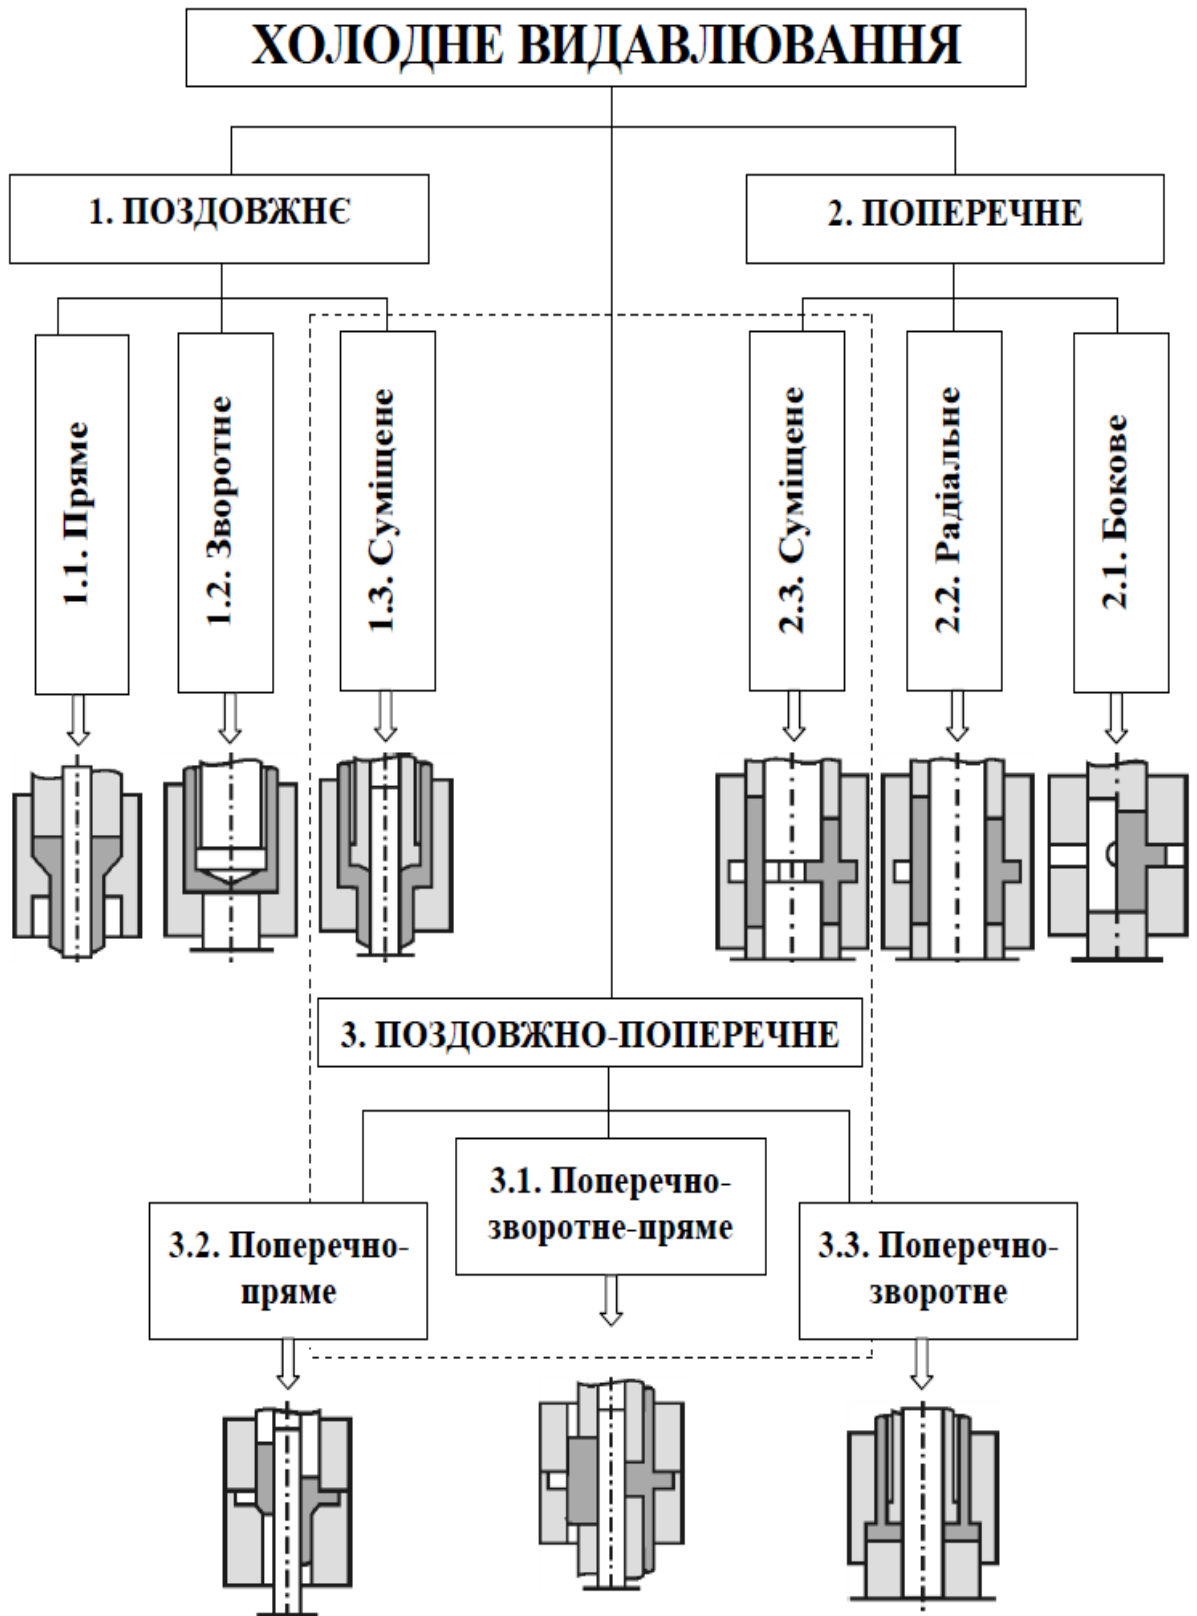 ХОЛОДНЕ ВИДАВЛЮВАННЯ
1. ПОЗДОВЖНЄ
2. ПОПЕРЕЧНЕ
1.1. Пряме
1.2. Зворотне
1.3. Суміщене
2.3. Суміщене
2.2. Радіальне
2.1. Бокове
3. ПОЗДОВЖНО-ПОПЕРЕЧНЕ
3.1. Поперечно-
зворотне-пряме
3.2. Поперечно-
пряме
3.3. Поперечно-
зворотне